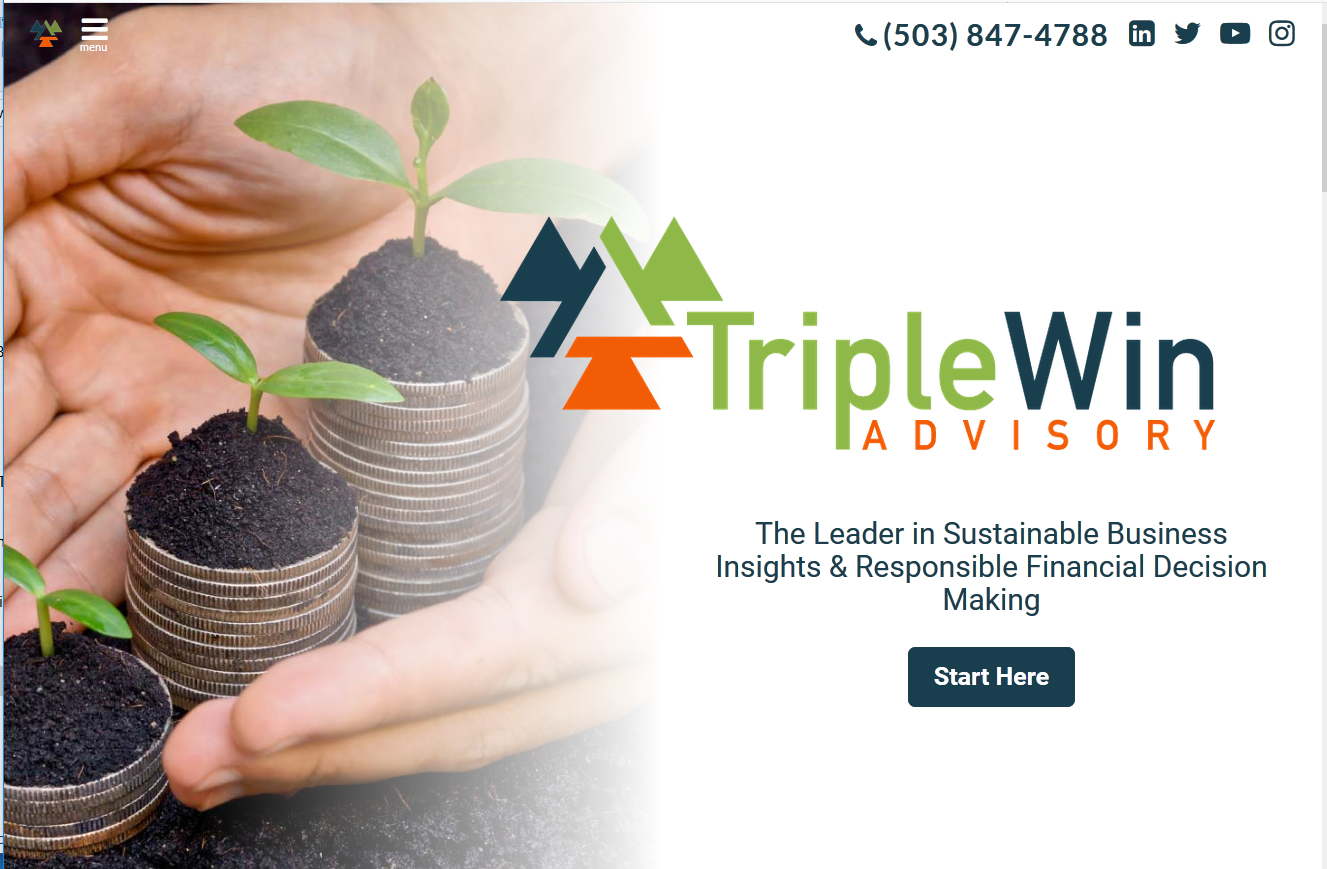 menu
(503) 847-4788
TripleWin
ADVISORY
The Leader in Sustainable Business
Insights & Responsible Financial Decision
Making
Start Here